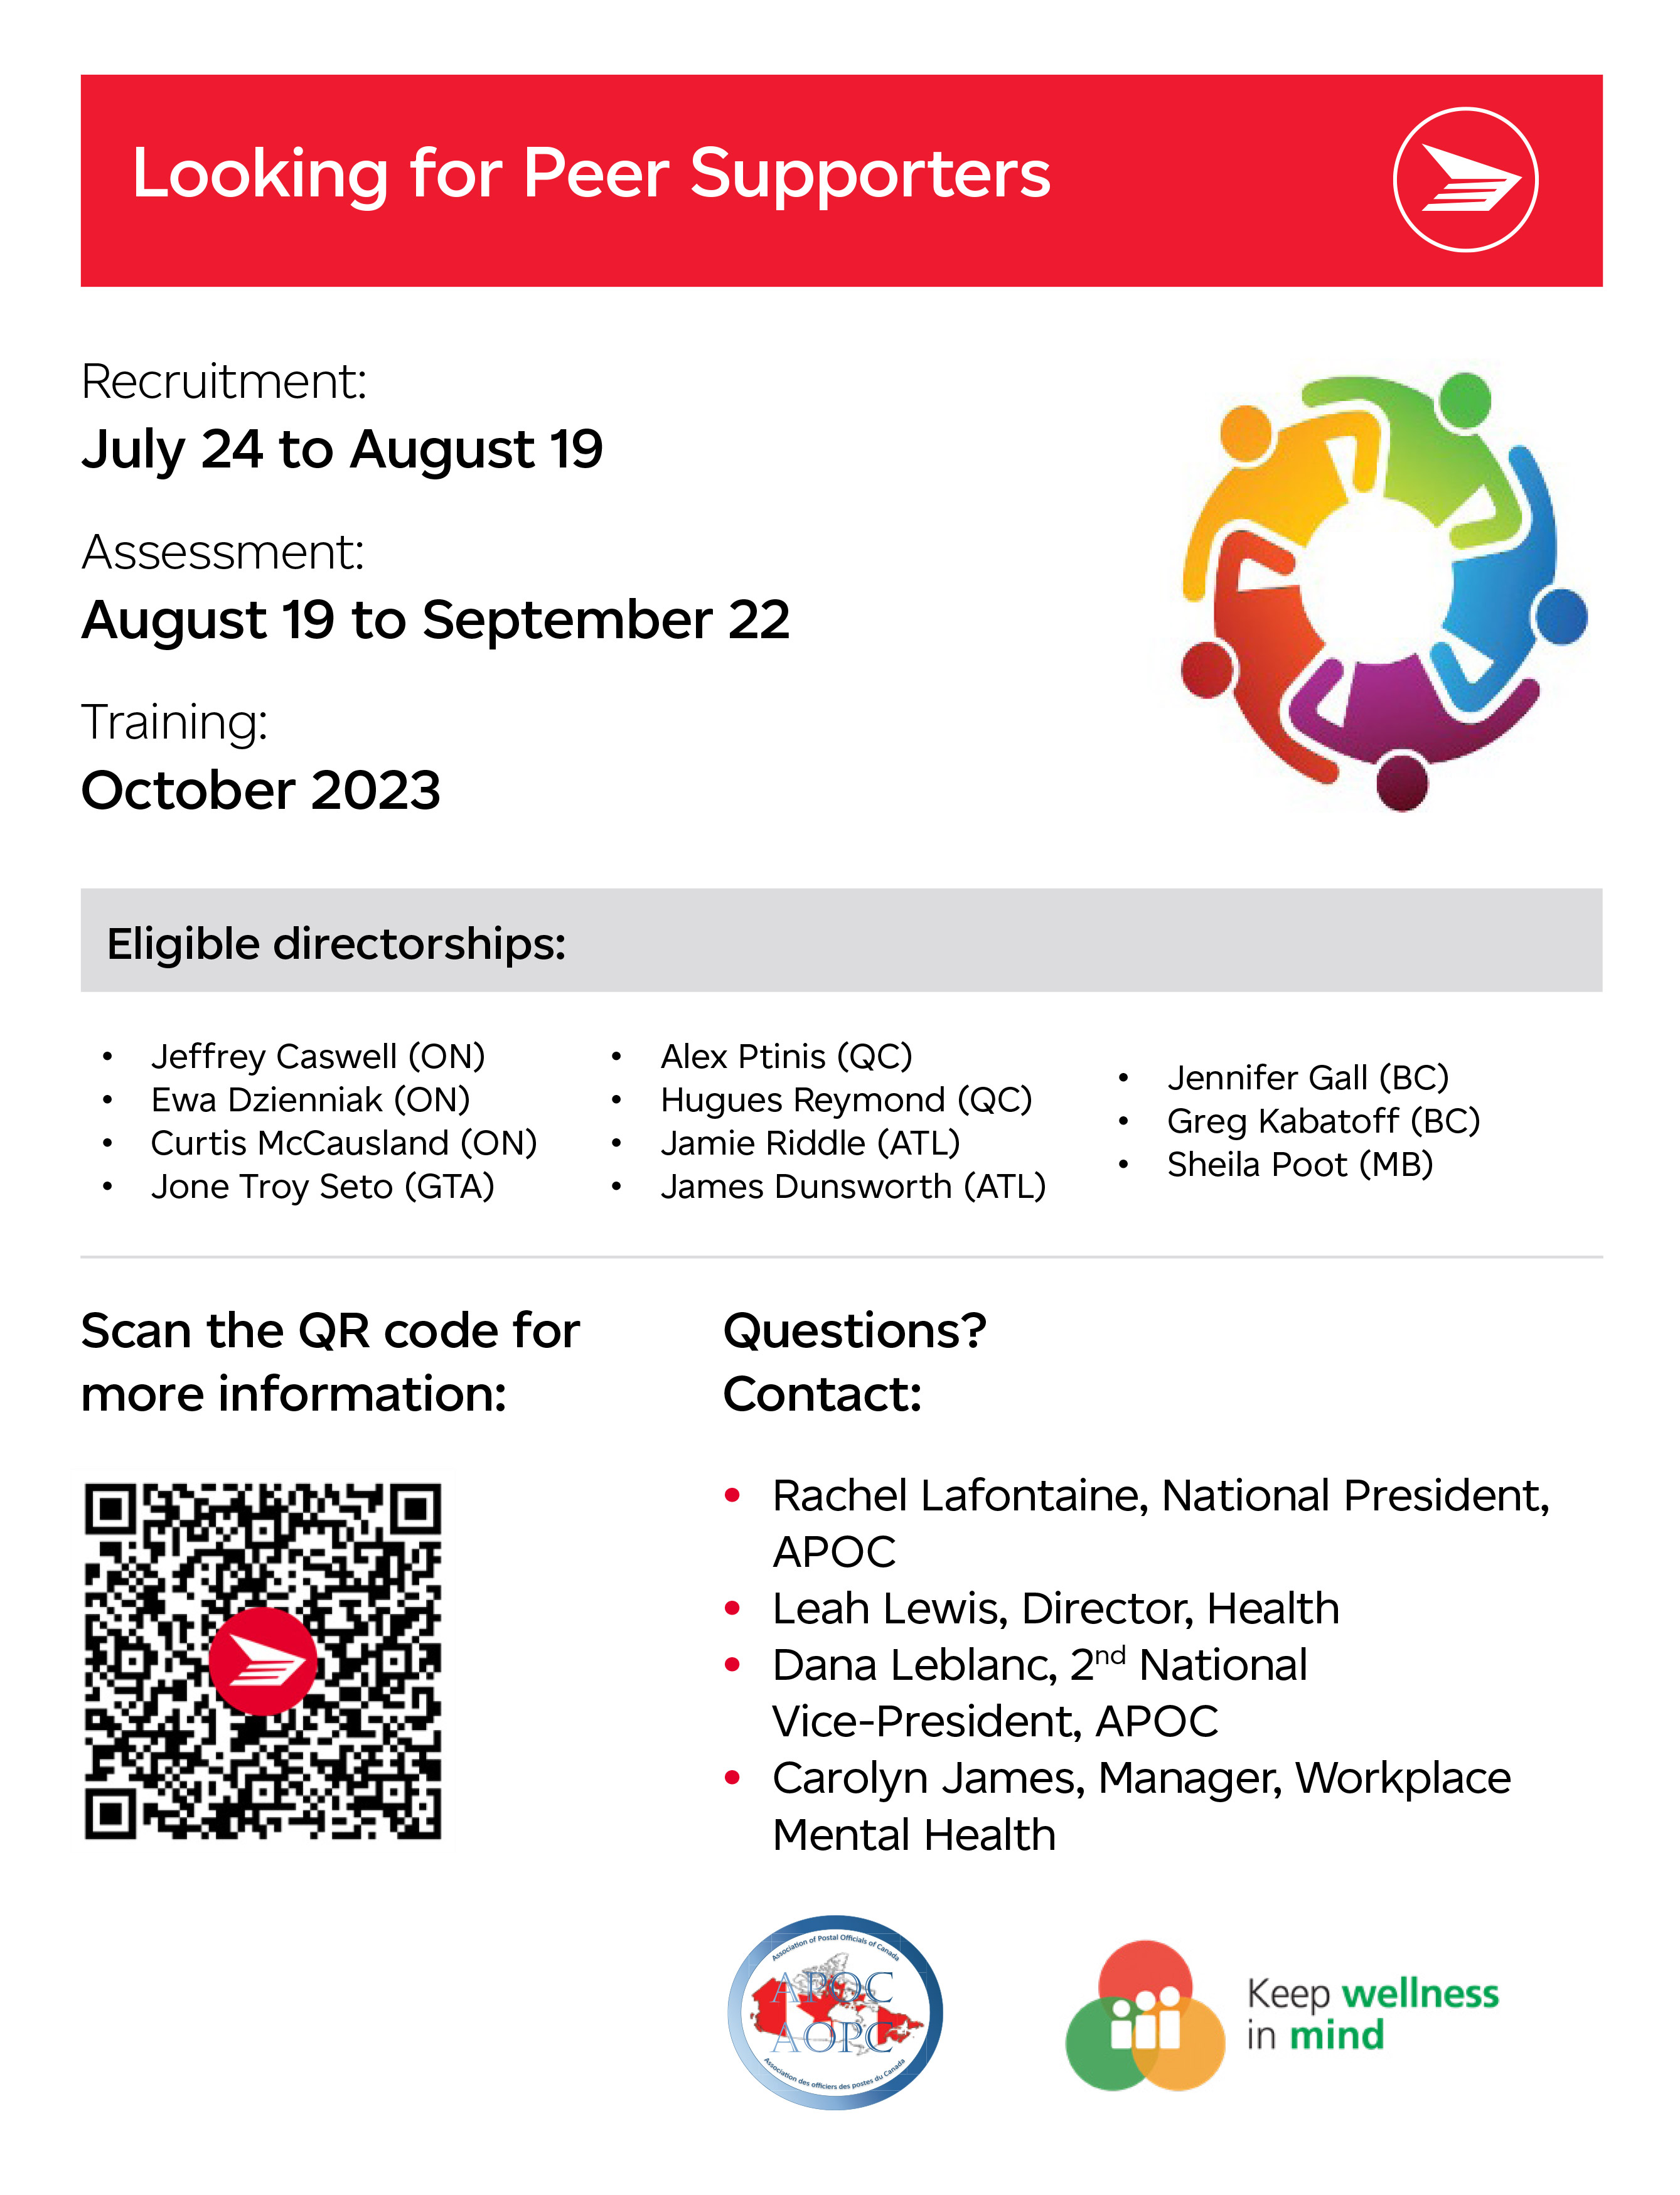 Looking for Peer Supporters
Recruitment:
July 24 to August 19
Assessment:
August 19 to September 22
Training:
October 2023
Eligible directorships:
• Jeffrey Caswell (ON)
• Ewa Dzienniak (ON)
• Curtis McCausland (ON)
• Jone Troy Seto (GTA)
• Alex Ptinis (QC)
• Hugues Reymond (QC)
• Jamie Riddle (ATL)
• James Dunsworth (ATL)
• Jennifer Gall (BC)
• Greg Kabatoff (BC)
• Sheila Poot (MB)
Scan the QR code for
more information:
Questions?
Contact:
• Rachel Lafontaine, National President,
APOC
• Leah Lewis, Director, Health
• Dana Leblanc, 2nd National
Vice-President, APOC
• Carolyn James, Manager, Workplace
Mental Health
Association of Postal Officials of Canada
APOC
AOPC
Association des officiers des postes du Canada
Keep wellness
in mind